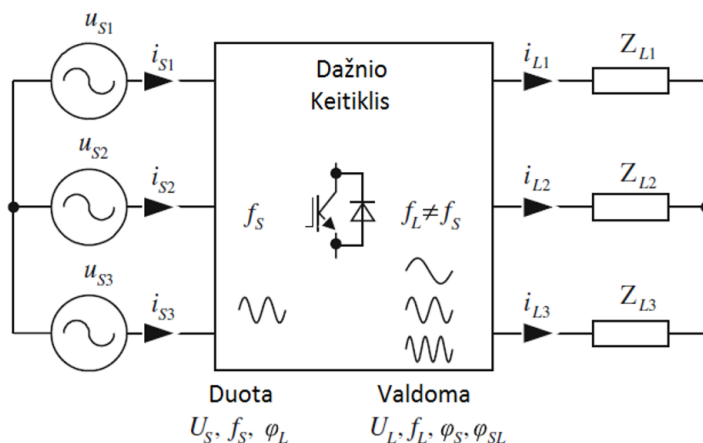 u_S1
i_S1
Dažnio
Keitiklis
i_L1
Z_L1
u_S2
i_S2
f_S
f_L≠f_S
i_L2
Z_L2
u_S3
i_S3
i_L3
Z_L3
Duota
U_S, f_S, φ_L
Valdoma
U_L, f_L, φ_S, φ_SL